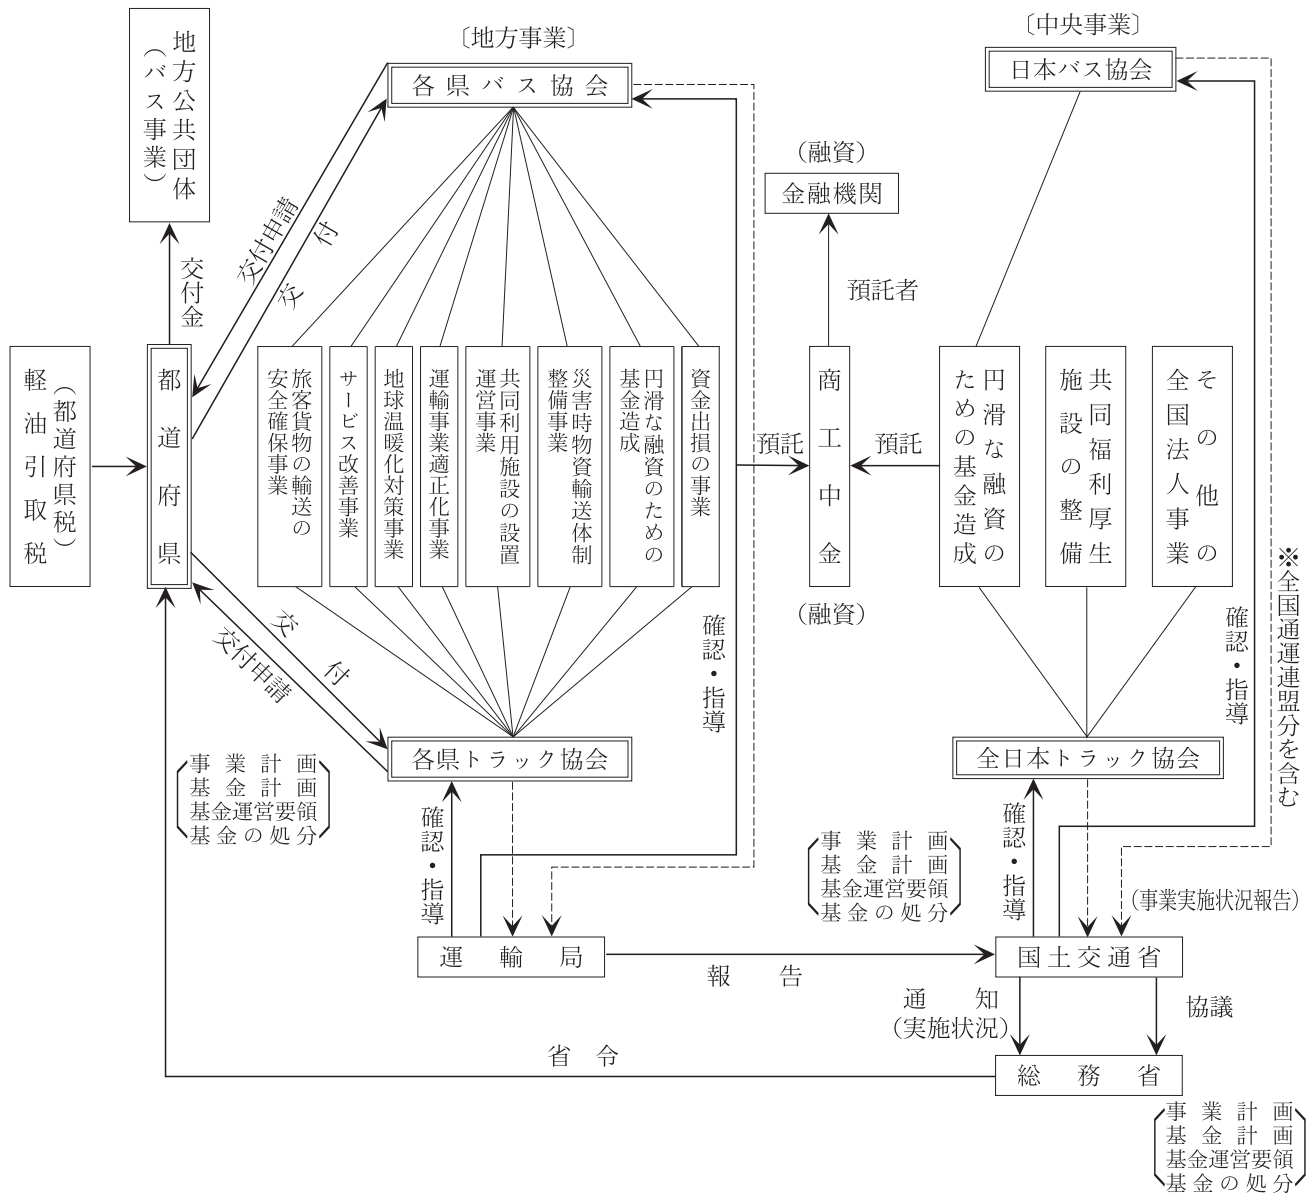 〔地方事業〕
〔中央事業〕
地方公共団体
（バス事業）
各県バス協会
日本バス協会
（融資）
金融機関
交付申請
交付
交付金
預託者
軽油引取税
（都道府県税）
都道府県
旅客貨物の輸送の
安全確保事業
サービス改善事業
地球温暖化対策事業
運輸事業適正化事業
共同利用施設の設置
運営事業
災害時物資輸送体制
整備事業
円滑な融資のための
基金造成
資金出損の事業
預託
商工中金
（融資）
預託
円滑な融資の
ための基金造成
共同福利厚生
施設の整備
その他の
全国法人事業
※全国通運連盟分を含む
確認・指導
確認・指導
交付
交付申請
各県トラック協会
全日本トラック協会
事業計画
基金計画
基金運営要領
基金の処分
確認・指導
事業計画
基金計画
基金運営要領
基金の処分
確認・指導
（事業実施状況報告）
運輸局
報告
国土交通省
通知
（実施状況）
協議
省令
総務省
事業計画
基金計画
基金運営要領
基金の処分